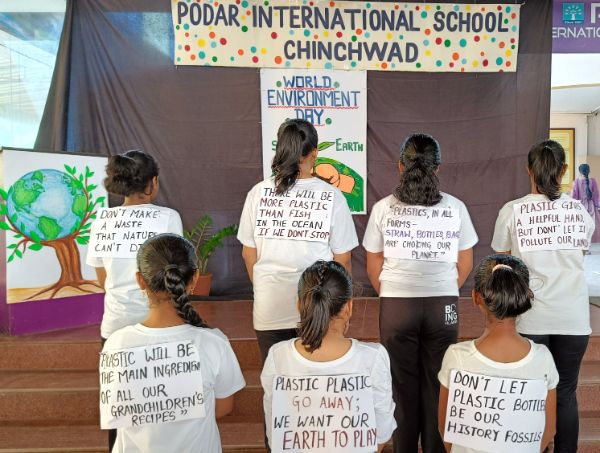 PODAR INTERNATIONAL SCHOOL
CHINCHWAD
WORLD
ENVIRONMENT
DAY
EARTH
DON'T MAKE
A WASTE
THAT NATURE
CAN'T
THERE WILL BE
MORE PLASTIC
THAN FISH
IN THE OCEAN
IF WE DON'T STOP
"PLASTICS, IN ALL
FORMS -
STRAW, BOTTLES, BAG
ARE CHOKING OUR
PLANET."
PLASTIC GIVES
A HELPFUL HAND,
BUT DON'T LET IT
POLLUTE OUR
PLASTIC WILL BE
THE MAIN INGREDIENT
OF ALL OUR
GRANDCHILDREN'S
RECIPES"
PLASTIC PLASTIC
GO AWAY;
WE WANT OUR
EARTH TO PLAY
DON'T LET
PLASTIC BOTTLES
BE OUR
HISTORY FOSSILS